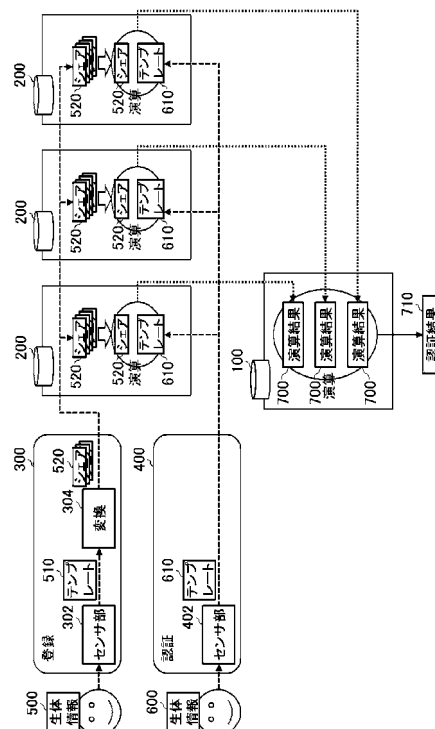 500
生体
情報
登録
300
302
センサ部
510
テンプ
レート
304
変換
520
シェア
600
生体
情報
認証
400
402
センサ部
610
テンプ
レート
200
520
シェア
520
シェア
演算
テンプ
レート
610
200
520
シェア
520
シェア
演算
テンプ
レート
610
200
520
シェア
520
シェア
演算
テンプ
レート
610
100
700
演算結果
700
演算結果
700
演算結果
演算
710
認証結果